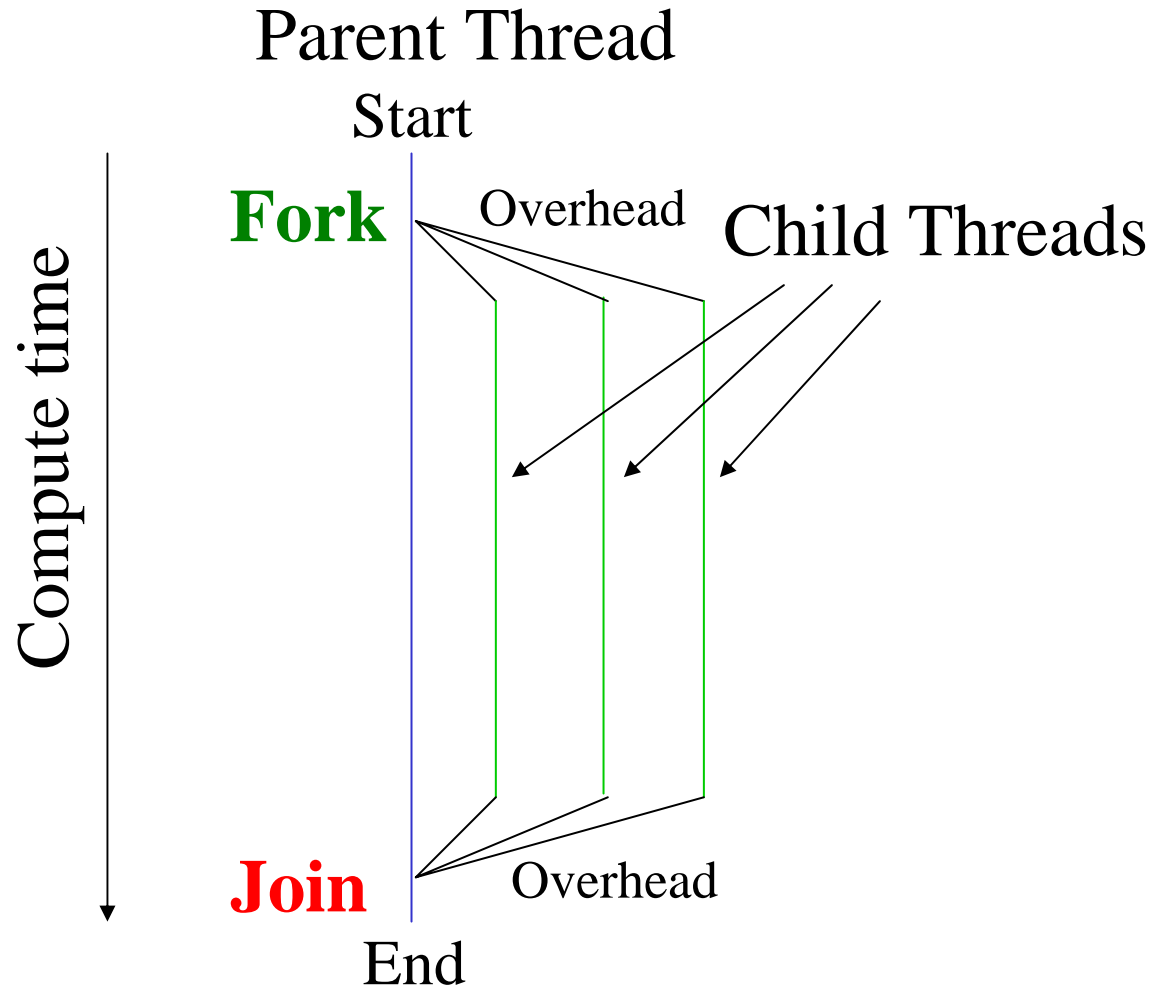 Parent Thread
Start
Fork
Overhead
Child Threads
Compute time
Join
Overhead
End